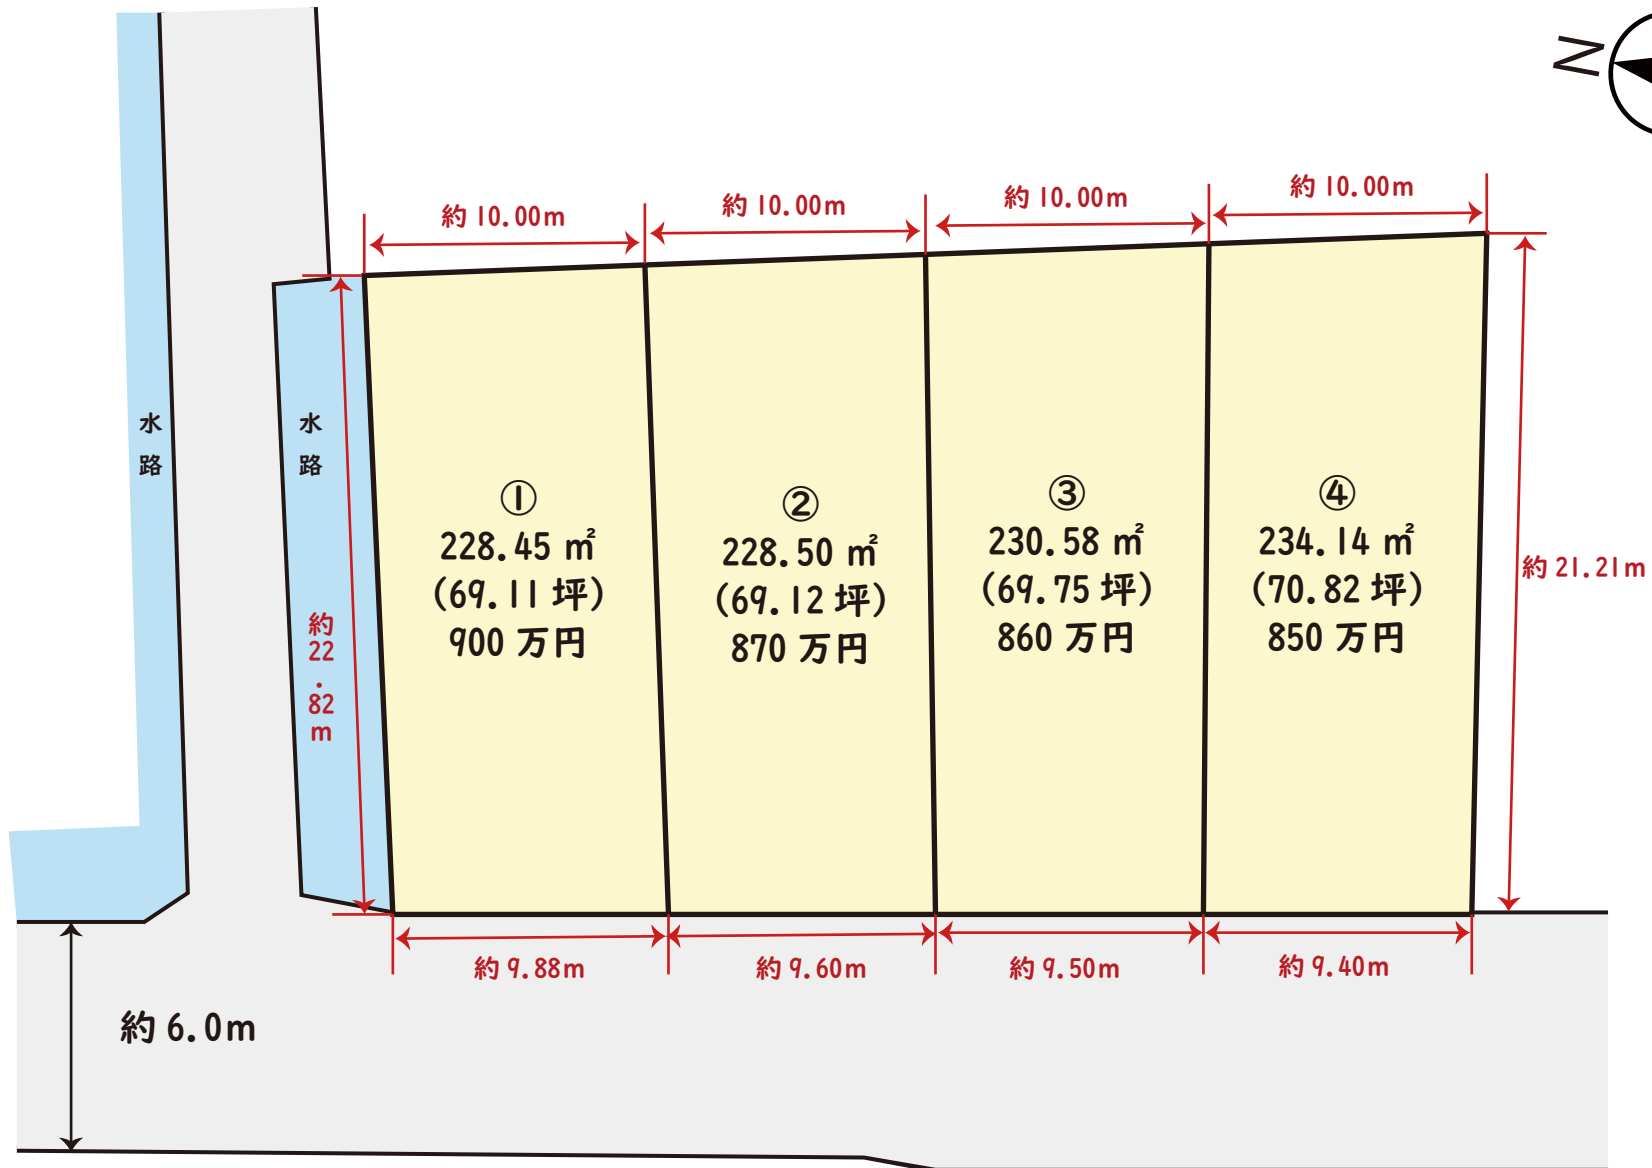 N
約 10.00m
約 10.00m
約 10.00m
約 10.00m
水路
水路
①
228.45 ㎡
(69.11 坪)
900 万円
②
228.50 ㎡
(69.12 坪)
870 万円
③
230.58 ㎡
(69.75 坪)
860 万円
④
234.14 ㎡
(70.82 坪)
850 万円
約 21.21m
約22.82m
約 9.88m
約 9.60m
約 9.50m
約 9.40m
約 6.0m